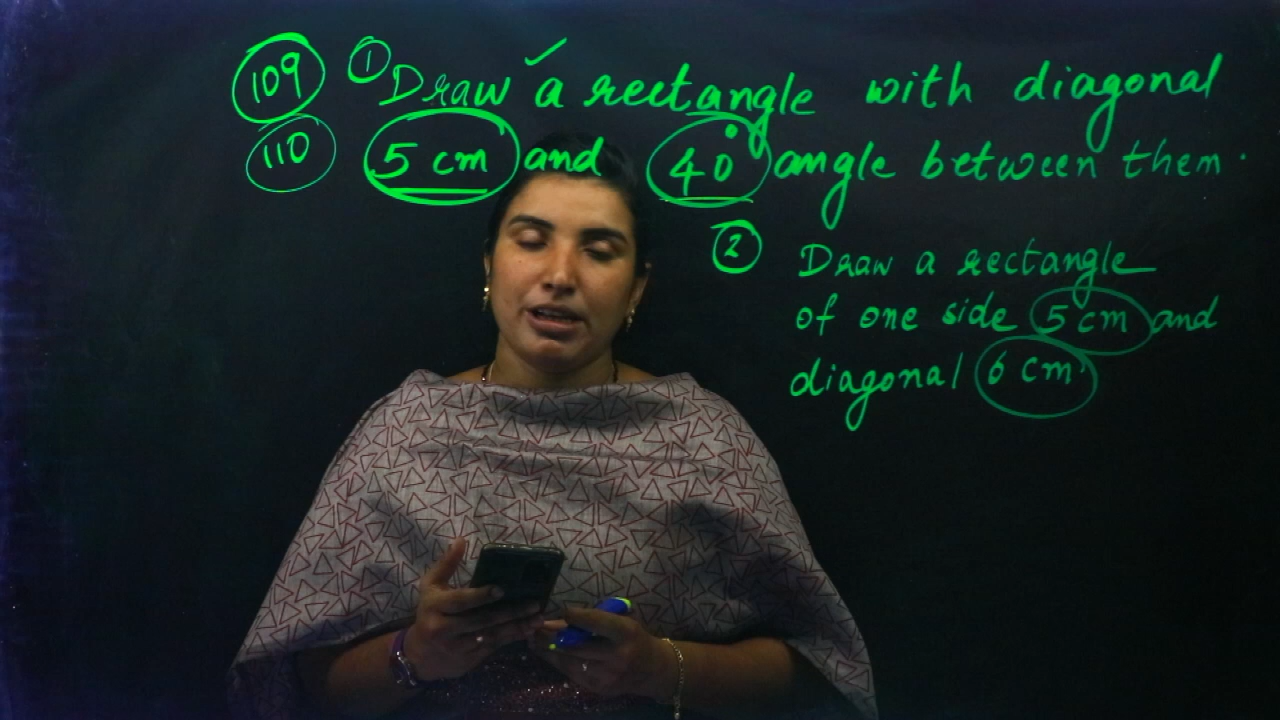 109 ① Draw a rectangle with diagonal
110 5 cm and 40° angle between them.
② Draw a rectangle
of one side 5 cm and
diagonal 6 cm